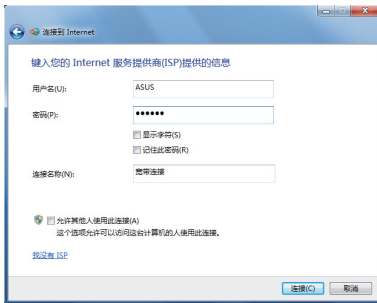 连接到 Internet
键入您的 Internet 服务提供商(ISP)提供的信息
用户名(U): ASUS
密码(P): ●●●●●●
显示字符(S)
记住此密码(R)
连接名称(N): 宽带连接
允许其他人使用此连接(A)
这个选项允许可以访问这台计算机的人使用此连接。
我没有 ISP
连接(C) 取消